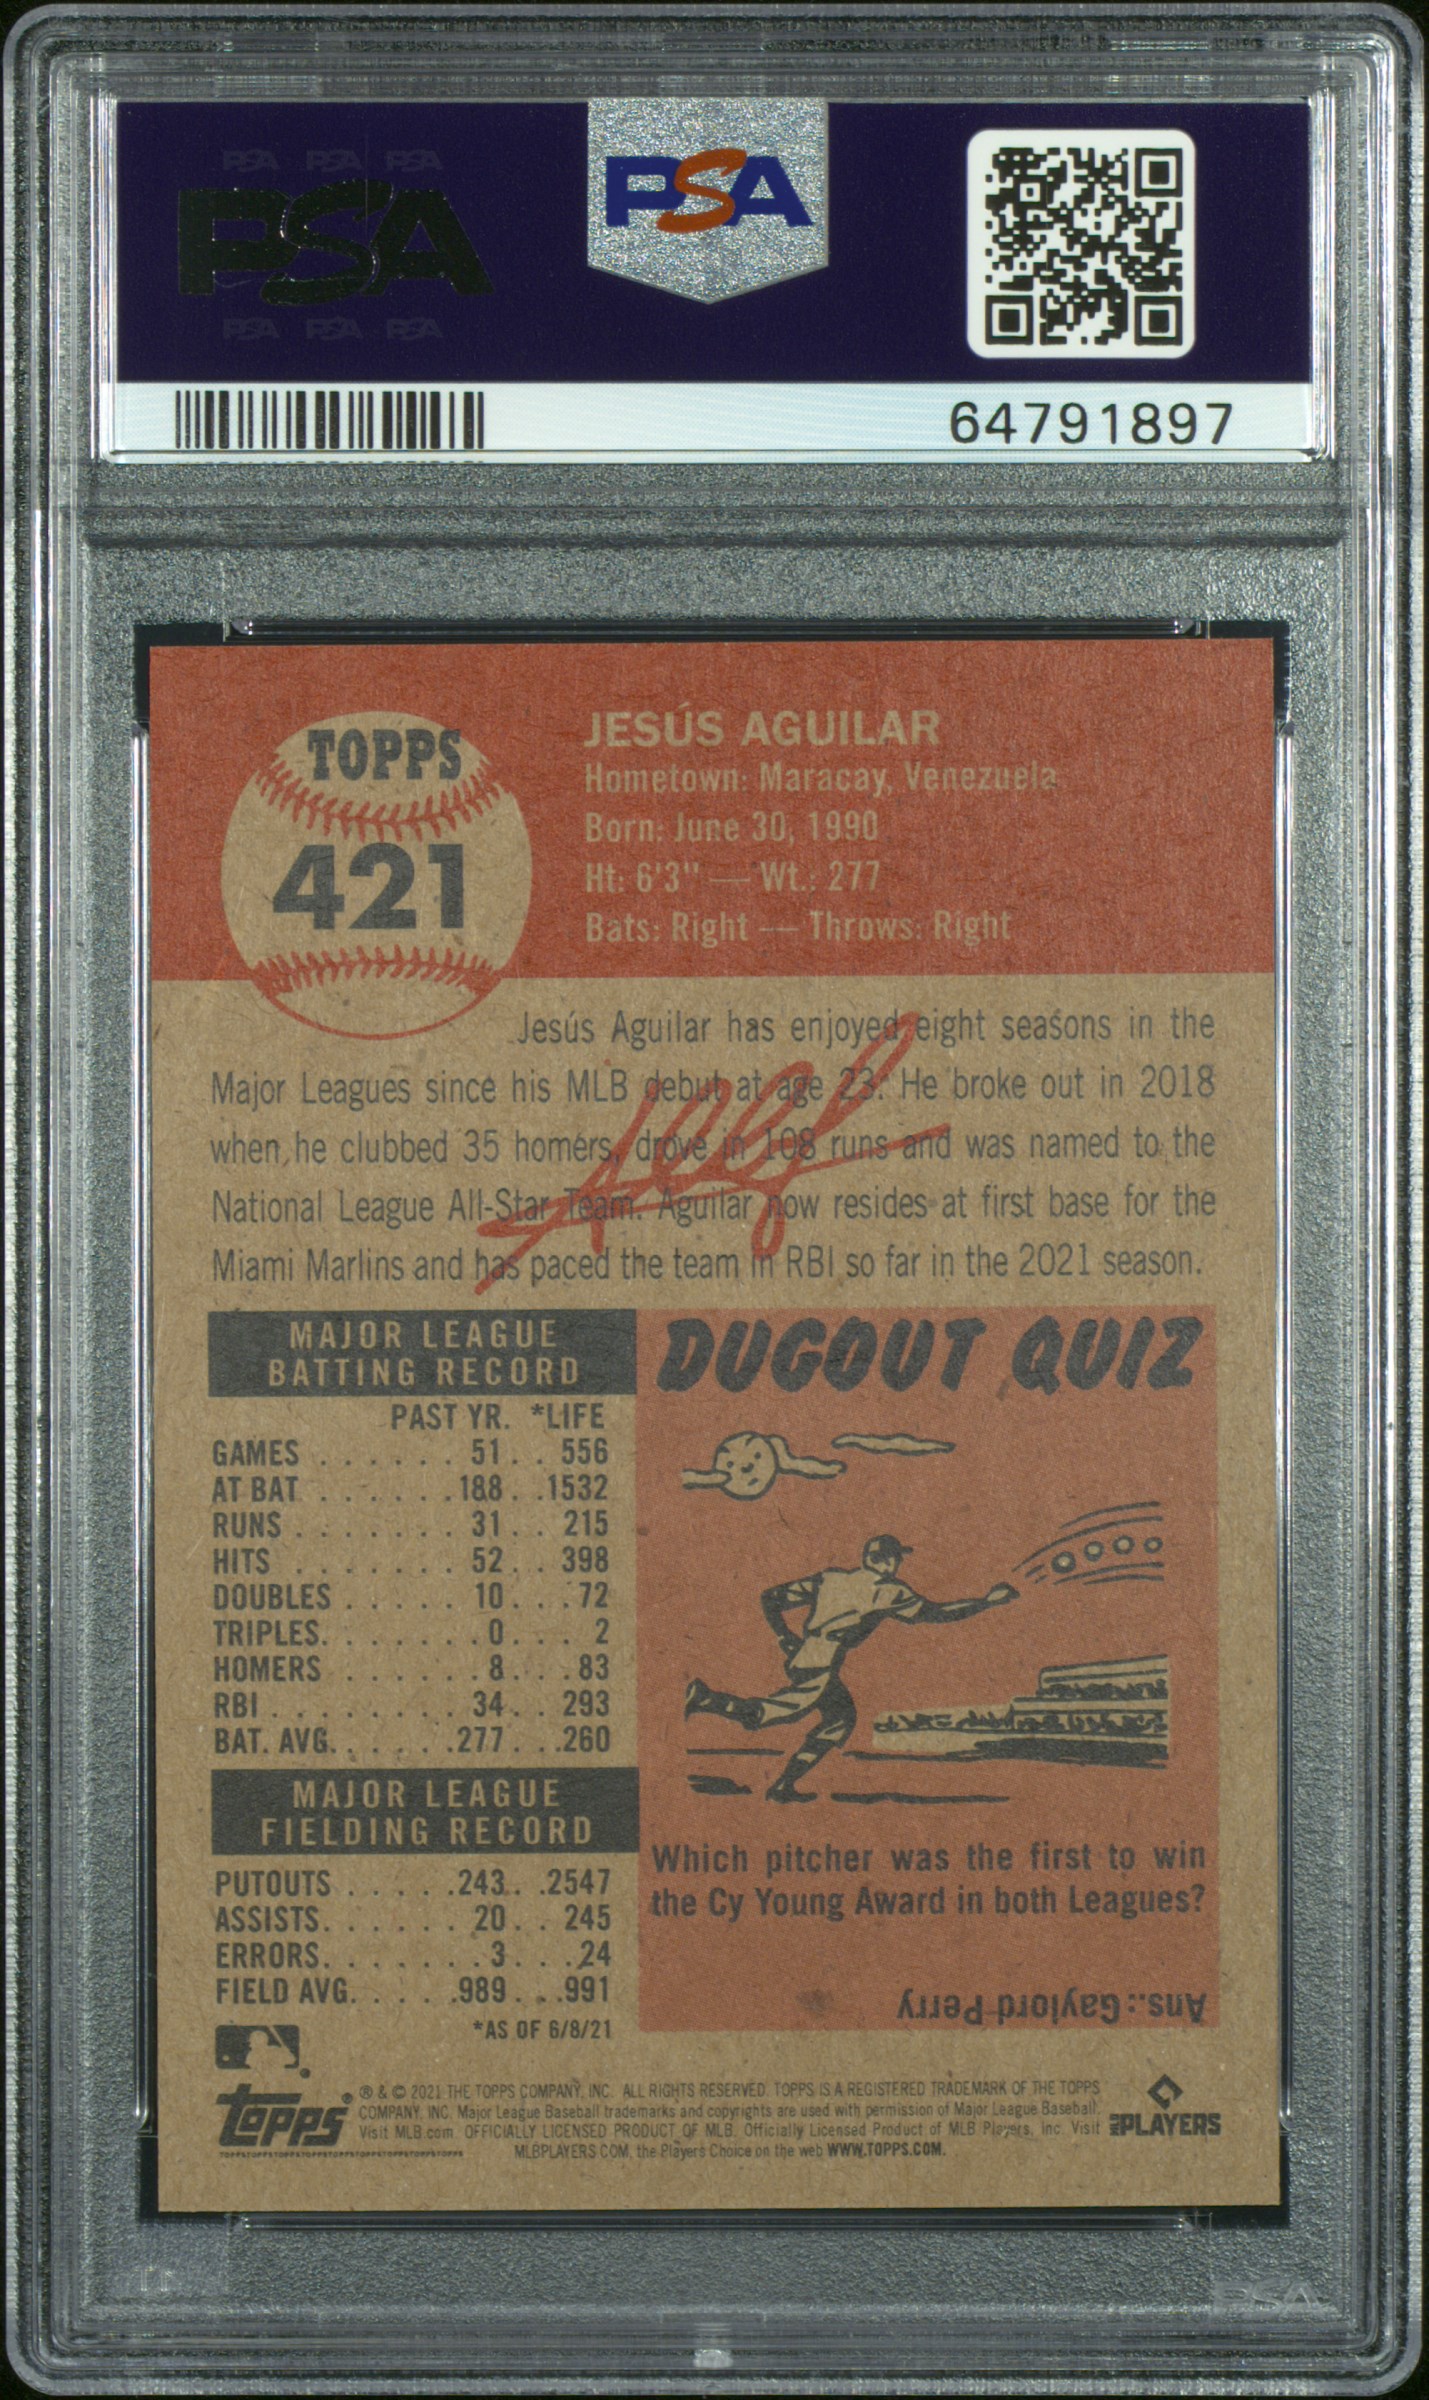 PSA PSA PSA
PSA
PSA PSA PSA
PSA
64791897
TOPPS
421
JESÚS AGUILAR
Hometown: Maracay, Venezuela
Born: June 30, 1990
Ht: 6'3" — Wt.: 277
Bats: Right — Throws: Right
Jesús Aguilar has enjoyed eight seasons in the
Major Leagues since his MLB debut at age 23. He broke out in 2018
when he clubbed 35 homers, drove in 108 runs and was named to the
National League All-Star Team. Aguilar now resides at first base for the
Miami Marlins and has paced the team in RBI so far in the 2021 season.
MAJOR LEAGUE
BATTING RECORD
PAST YR. *LIFE
GAMES . . . . . . 51 . . 556
AT BAT . . . . . . .188 . .1532
RUNS . . . . . . . 31 . . 215
HITS . . . . . . . 52 . . 398
DOUBLES . . . . . 10 . . . 72
TRIPLES. . . . . . . 0 . . . 2
HOMERS . . . . . . 8 . . . 83
RBI . . . . . . . . 34 . . 293
BAT. AVG. . . . . .277 . . .260
MAJOR LEAGUE
FIELDING RECORD
PUTOUTS . . . . .243 . .2547
ASSISTS. . . . . . 20 . . 245
ERRORS. . . . . . . 3 . . . 24
FIELD AVG. . . . .989 . . .991
*AS OF 6/8/21
DUGOUT QUIZ
Which pitcher was the first to win
the Cy Young Award in both Leagues?
Ans.: Gaylord Perry
Topps
® & © 2021 THE TOPPS COMPANY, INC. ALL RIGHTS RESERVED. TOPPS IS A REGISTERED TRADEMARK OF THE TOPPS
COMPANY, INC. Major League Baseball trademarks and copyrights are used with permission of Major League Baseball.
Visit MLB.com. OFFICIALLY LICENSED PRODUCT OF MLB. Officially Licensed Product of MLB Players, Inc. Visit
MLBPLAYERS.COM, the Players Choice on the web WWW.TOPPS.COM.
MLB PLAYERS
PSA